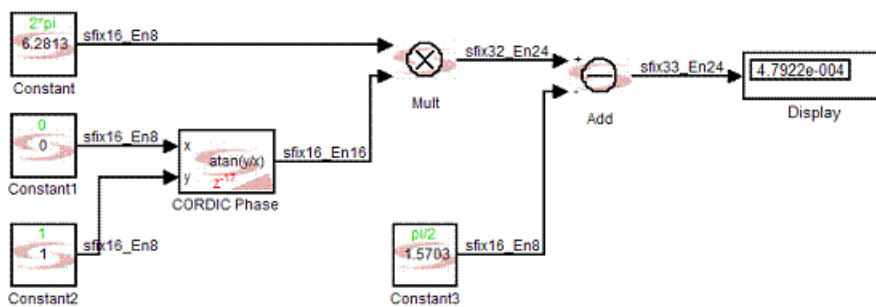 2*pi
6.2813
sfix16_En8
Constant
0
0
sfix16_En8
Constant1
x
y
atan(y/x)
z-17
CORDIC Phase
sfix16_En16
1
1
sfix16_En8
Constant2
Mult
sfix32_En24
+
-
Add
sfix33_En24
4.7922e-004
Display
pi/2
1.5703
sfix16_En8
Constant3